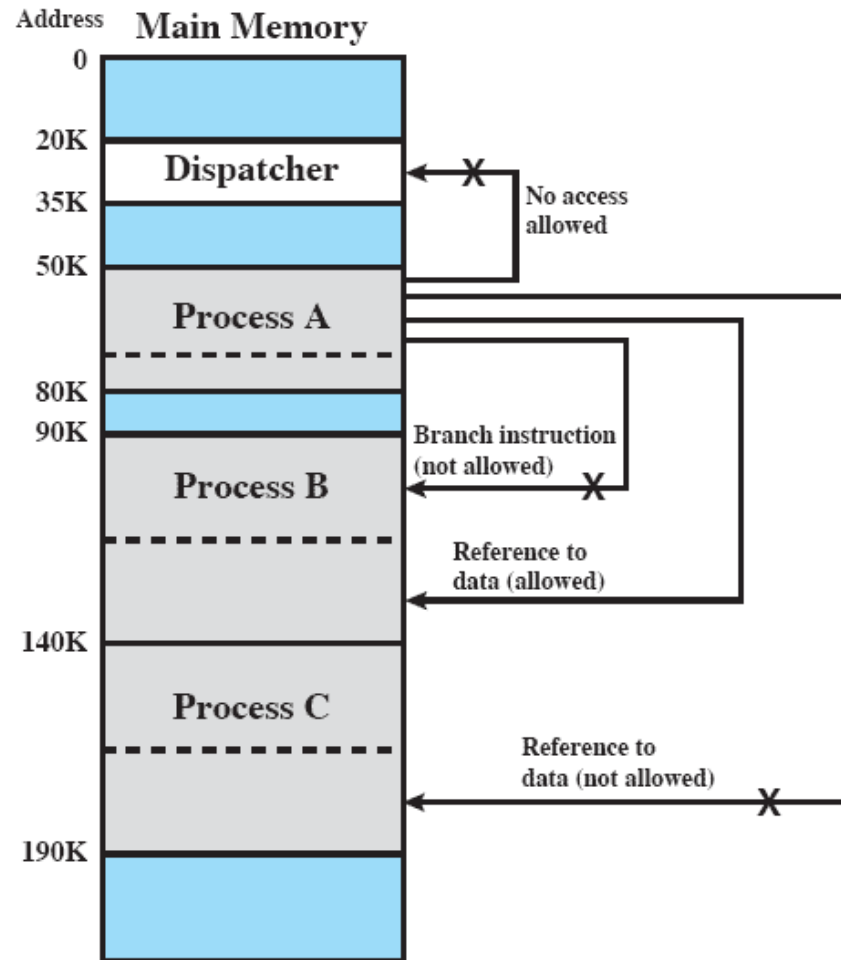 Address
Main Memory
0
20K
Dispatcher
No access
allowed
35K
50K
Process A
80K
90K
Branch instruction
(not allowed)
Process B
Reference to
data (allowed)
140K
Process C
Reference to
data (not allowed)
190K